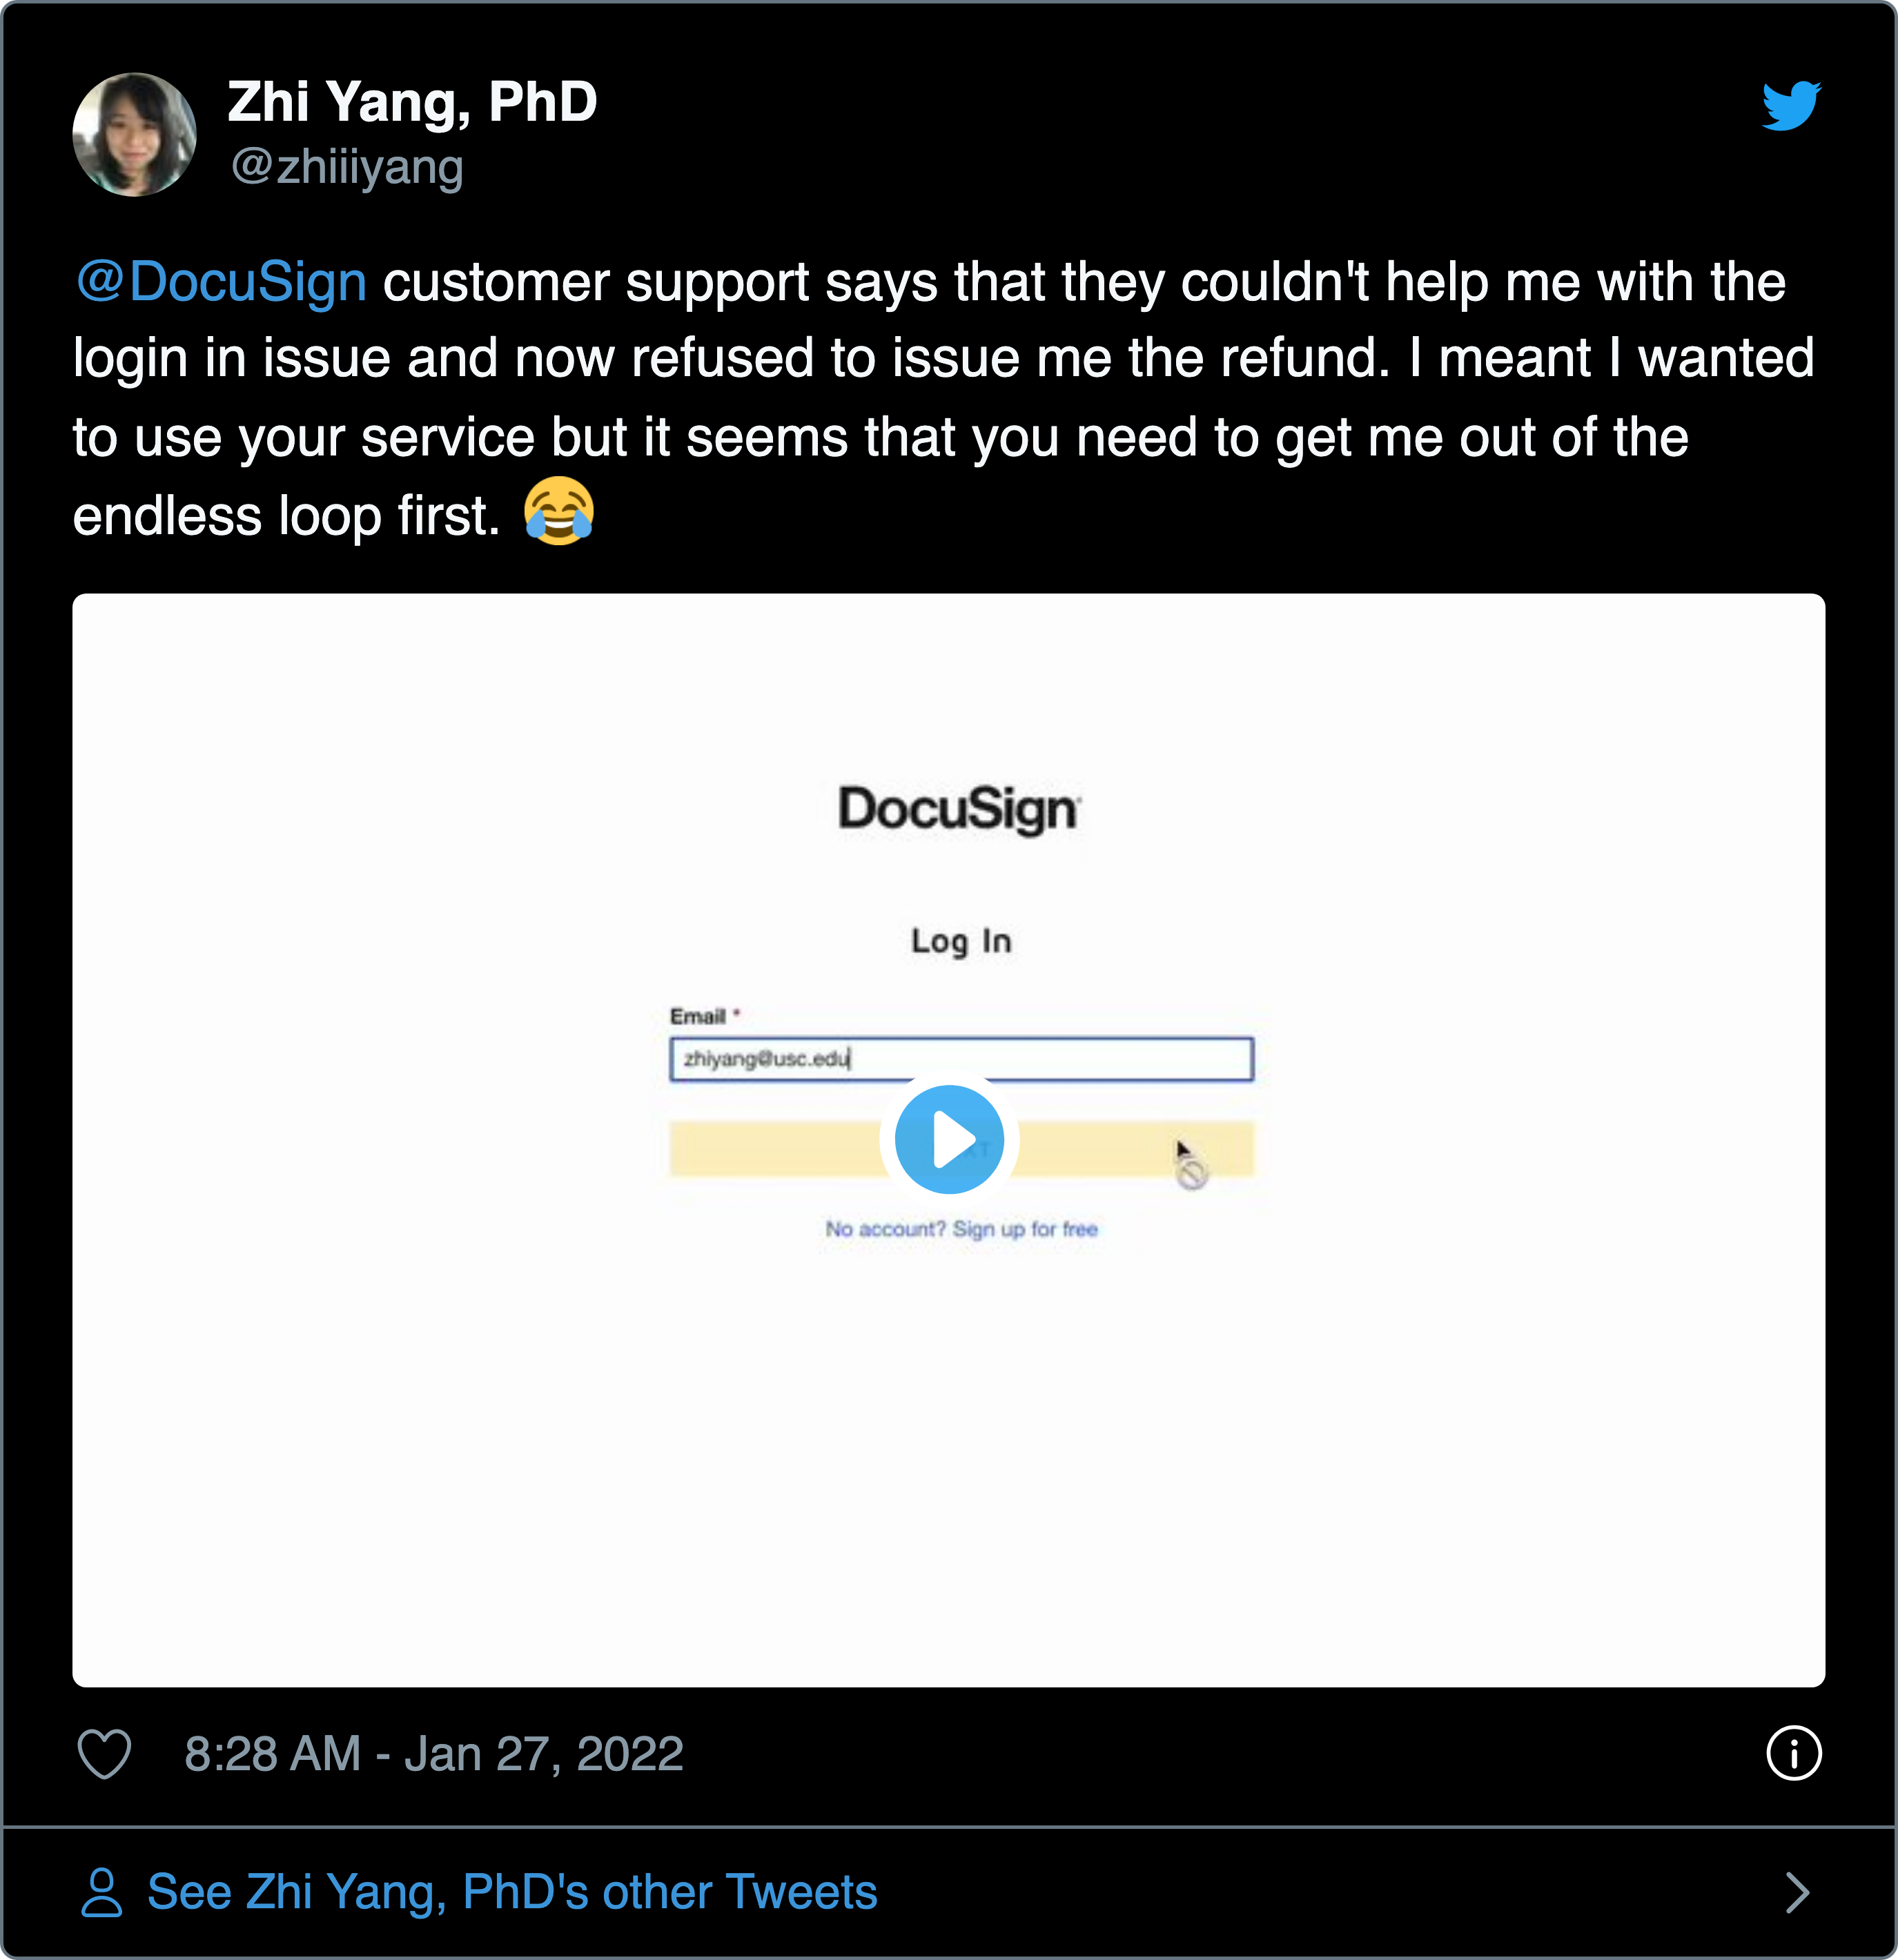 Zhi Yang, PhD
@zhiiiyang
@DocuSign customer support says that they couldn't help me with the
login in issue and now refused to issue me the refund. I meant I wanted
to use your service but it seems that you need to get me out of the
endless loop first. 😂
DocuSign
Log In
Email *
zhiyang@usc.edu
No account? Sign up for free
8:28 AM - Jan 27, 2022
See Zhi Yang, PhD's other Tweets